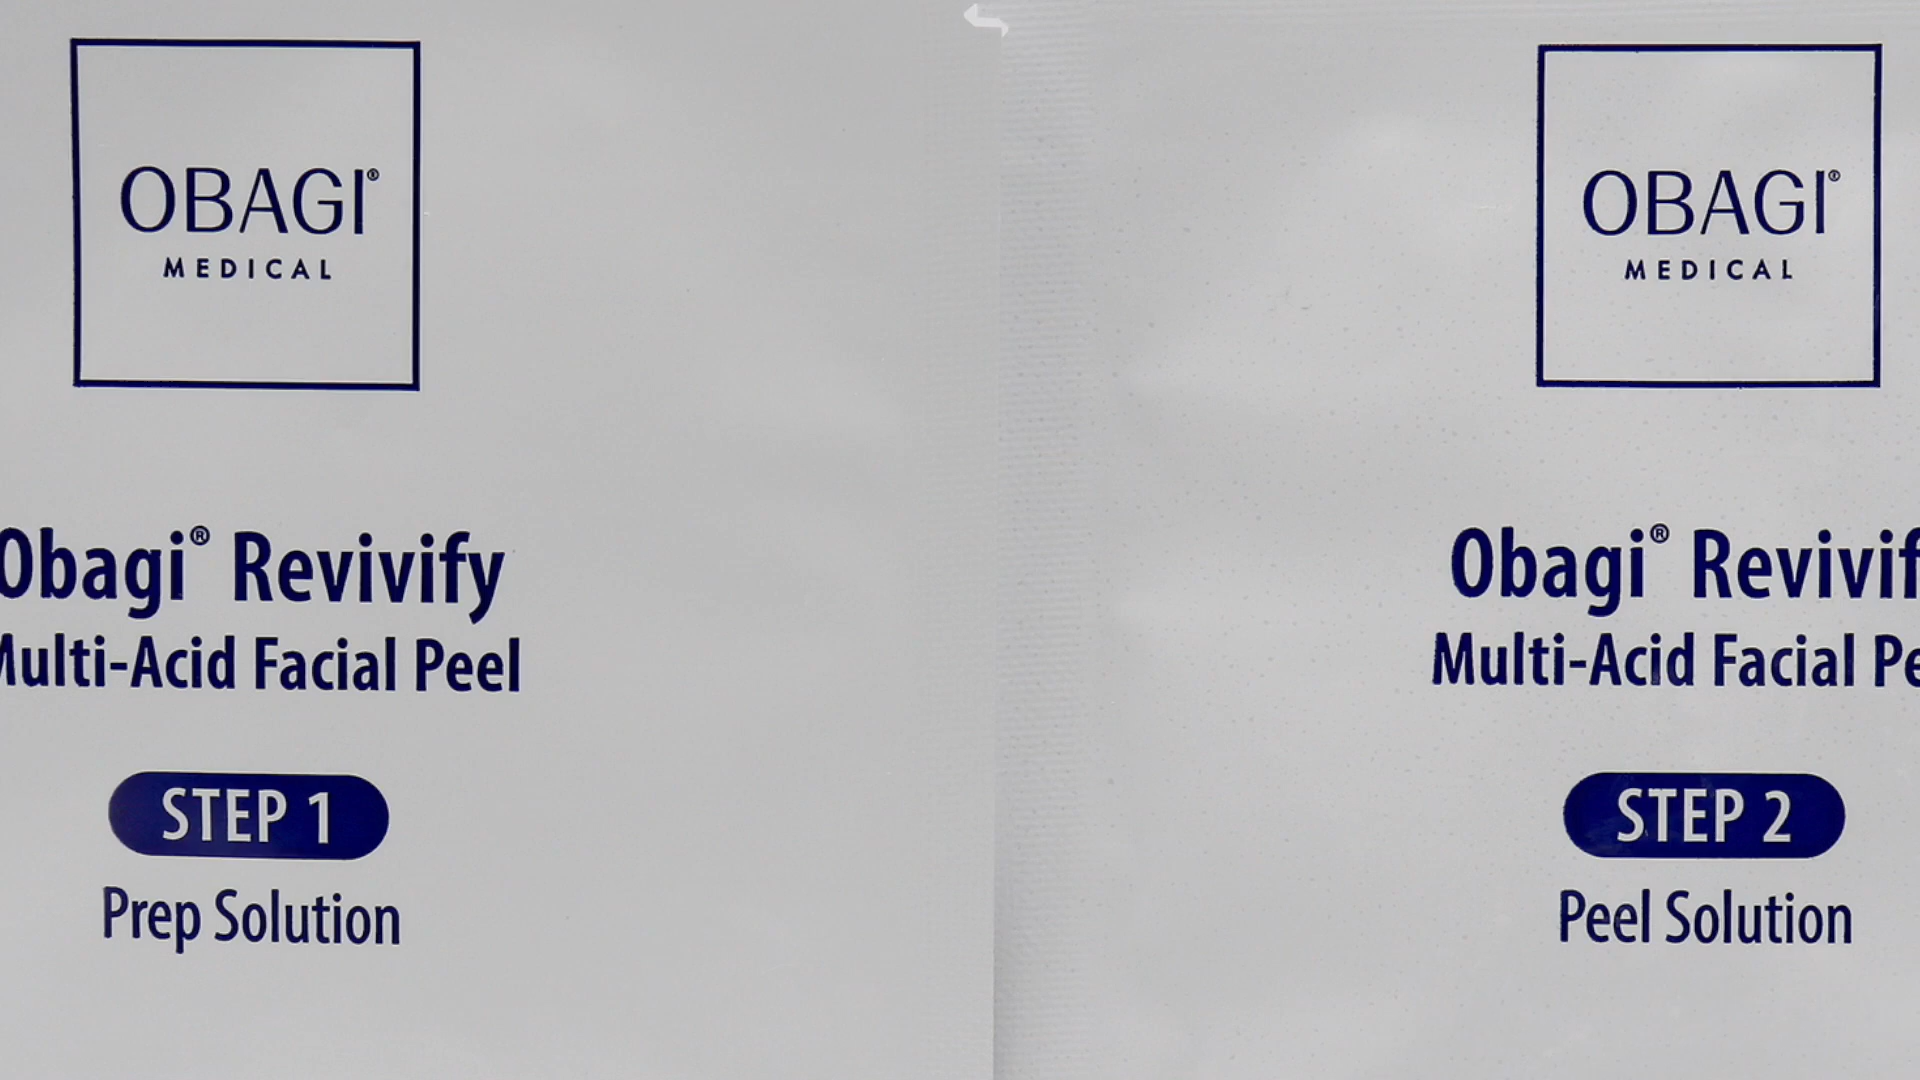 OBAGI®
MEDICAL
Obagi® Revivify
Multi-Acid Facial Peel
STEP 1
Prep Solution
OBAGI®
MEDICAL
Obagi® Revivif
Multi-Acid Facial Pe
STEP 2
Peel Solution